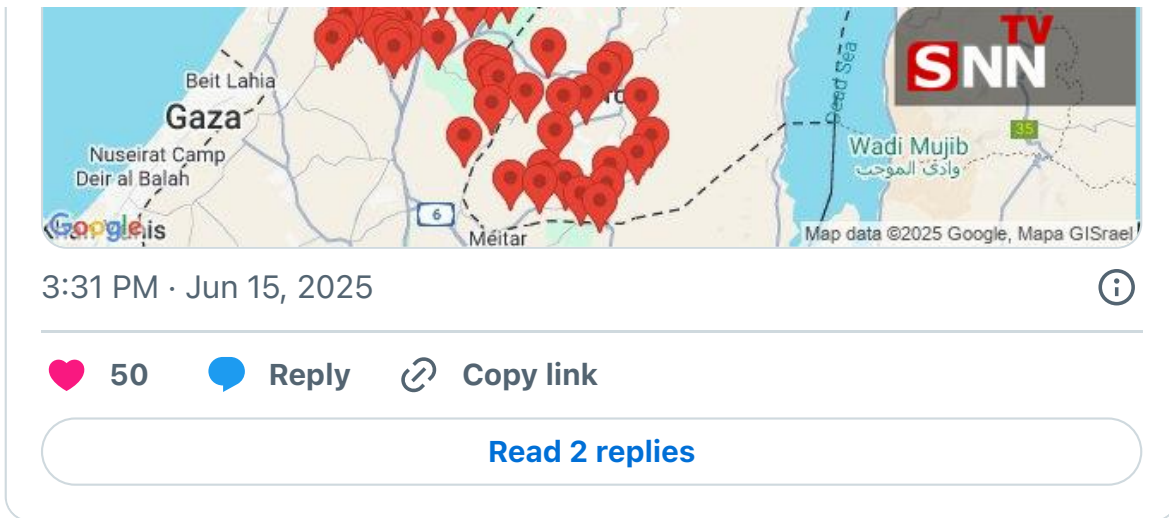 TV
SNN
Dead Sea
Beit Lahia
Gaza
35
Wadi Mujib
وادي الموجب
Nuseirat Camp
Deir al Balah
6
Google
Meitar
Map data ©2025 Google, Mapa GISrael
3:31 PM · Jun 15, 2025
50 Reply Copy link
Read 2 replies